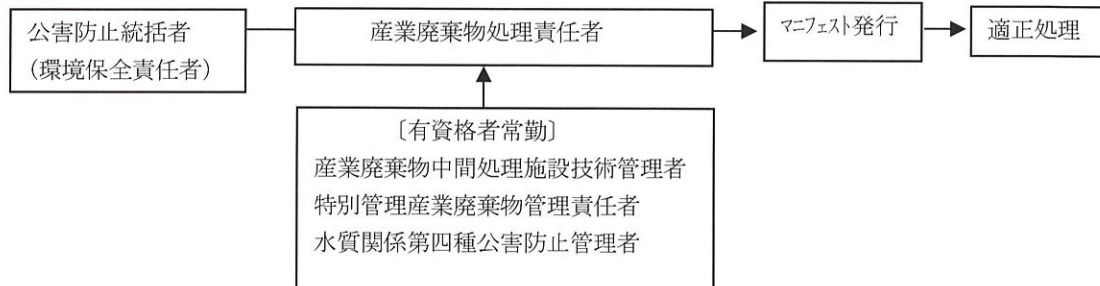 公害防止統括者
（環境保全責任者）
産業廃棄物処理責任者
マニフェスト発行
適正処理
〔有資格者常勤〕
産業廃棄物中間処理施設技術管理者
特別管理産業廃棄物管理責任者
水質関係第四種公害防止管理者